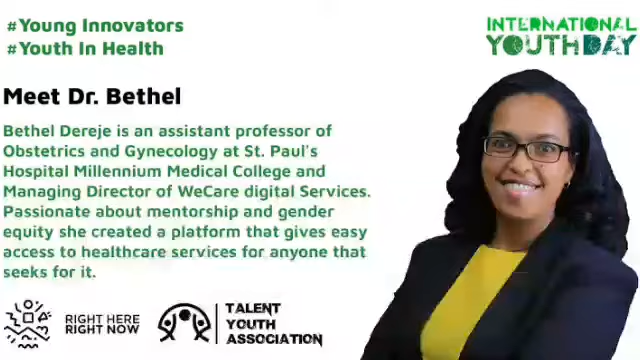 #Young Innovators
#Youth In Health
INTERNATIONAL
YOUTH DAY
Meet Dr. Bethel
Bethel Dereje is an assistant professor of
Obstetrics and Gynecology at St. Paul's
Hospital Millennium Medical College and
Managing Director of WeCare digital Services.
Passionate about mentorship and gender
equity she created a platform that gives easy
access to healthcare services for anyone that
seeks for it.
RIGHT HERE
RIGHT NOW
TALENT
YOUTH
ASSOCIATION